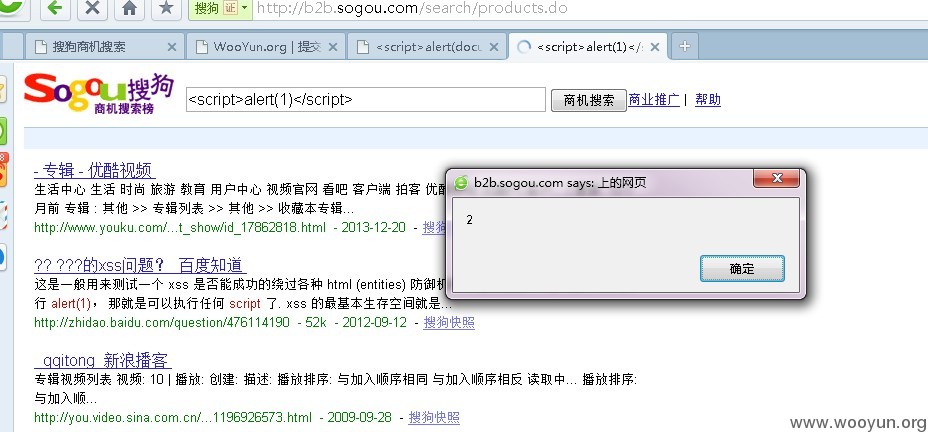 搜狗 证 http://b2b.sogou.com/search/products.do
搜狗商机搜索 WooYun.org | 提交 <script>alert(docu <script>alert(1)</s
Sogou搜狗
商机搜索榜
<script>alert(1)</script> 商机搜索 商业推广 | 帮助
- 专辑 - 优酷视频
生活中心 生活 时尚 旅游 教育 用户中心 视频官网 看吧 客户端 拍客 优酷
月前 专辑 : 其他 >> 专辑列表 >> 其他 >> 收藏本专辑...
http://www.youku.com/...t_show/id_17862818.html - 2013-12-20 - 搜狗
b2b.sogou.com says: 上的网页
2
确定
?? ???的xss问题？ 百度知道
这是一般用来测试一个 xss 是否能成功的绕过各种 html (entities) 防御机
行 alert(1)， 那就是可以执行任何 script 了. xss 的最基本生存空间就是...
http://zhidao.baidu.com/question/476114190 - 52k - 2012-09-12 - 搜狗快照
qqitong 新浪播客
专辑视频列表 视频: 10 | 播放: 创建: 描述: 播放排序: 与加入顺序相同 与加入顺序相反 读取中... 播放排序:
与加入顺...
http://you.video.sina.com.cn/...1196926573.html - 2009-09-28 - 搜狗快照
www.wooyun.org